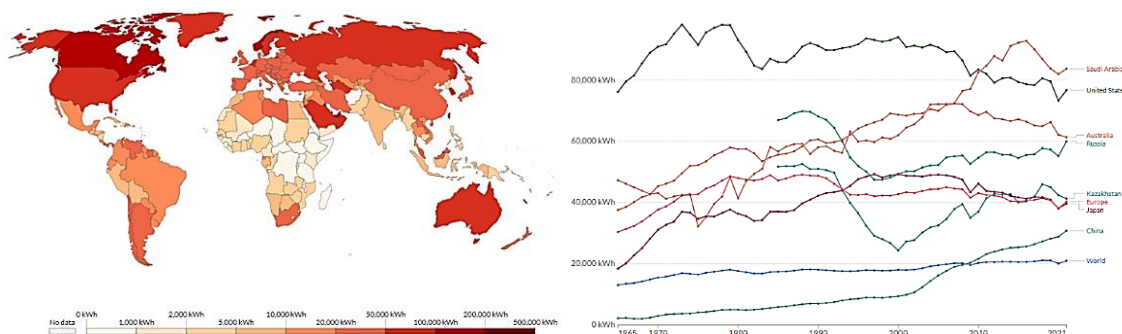 No data
0 kWh
1,000 kWh
2,000 kWh
5,000 kWh
10,000 kWh
20,000 kWh
50,000 kWh
100,000 kWh
200,000 kWh
500,000 kWh
80,000 kWh
60,000 kWh
40,000 kWh
20,000 kWh
0 kWh
1965
1970
1980
1990
2000
2010
2021
Saudi Arabia
United State
Australia
Russia
Kazakhstan
Europe
Japan
China
World